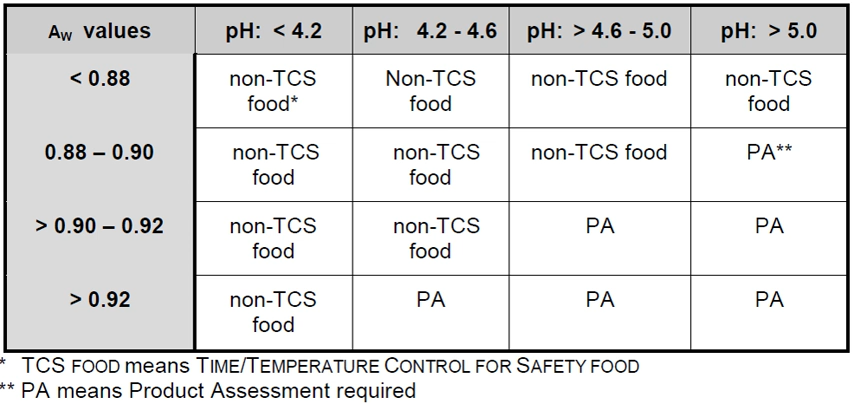 AW values pH: < 4.2 pH: 4.2 - 4.6 pH: > 4.6 - 5.0 pH: > 5.0
< 0.88 non-TCS food* Non-TCS food non-TCS food non-TCS food
0.88 – 0.90 non-TCS food non-TCS food non-TCS food PA**
> 0.90 – 0.92 non-TCS food non-TCS food PA PA
> 0.92 non-TCS food PA PA PA
* TCS FOOD means TIME/TEMPERATURE CONTROL FOR SAFETY FOOD
** PA means Product Assessment required